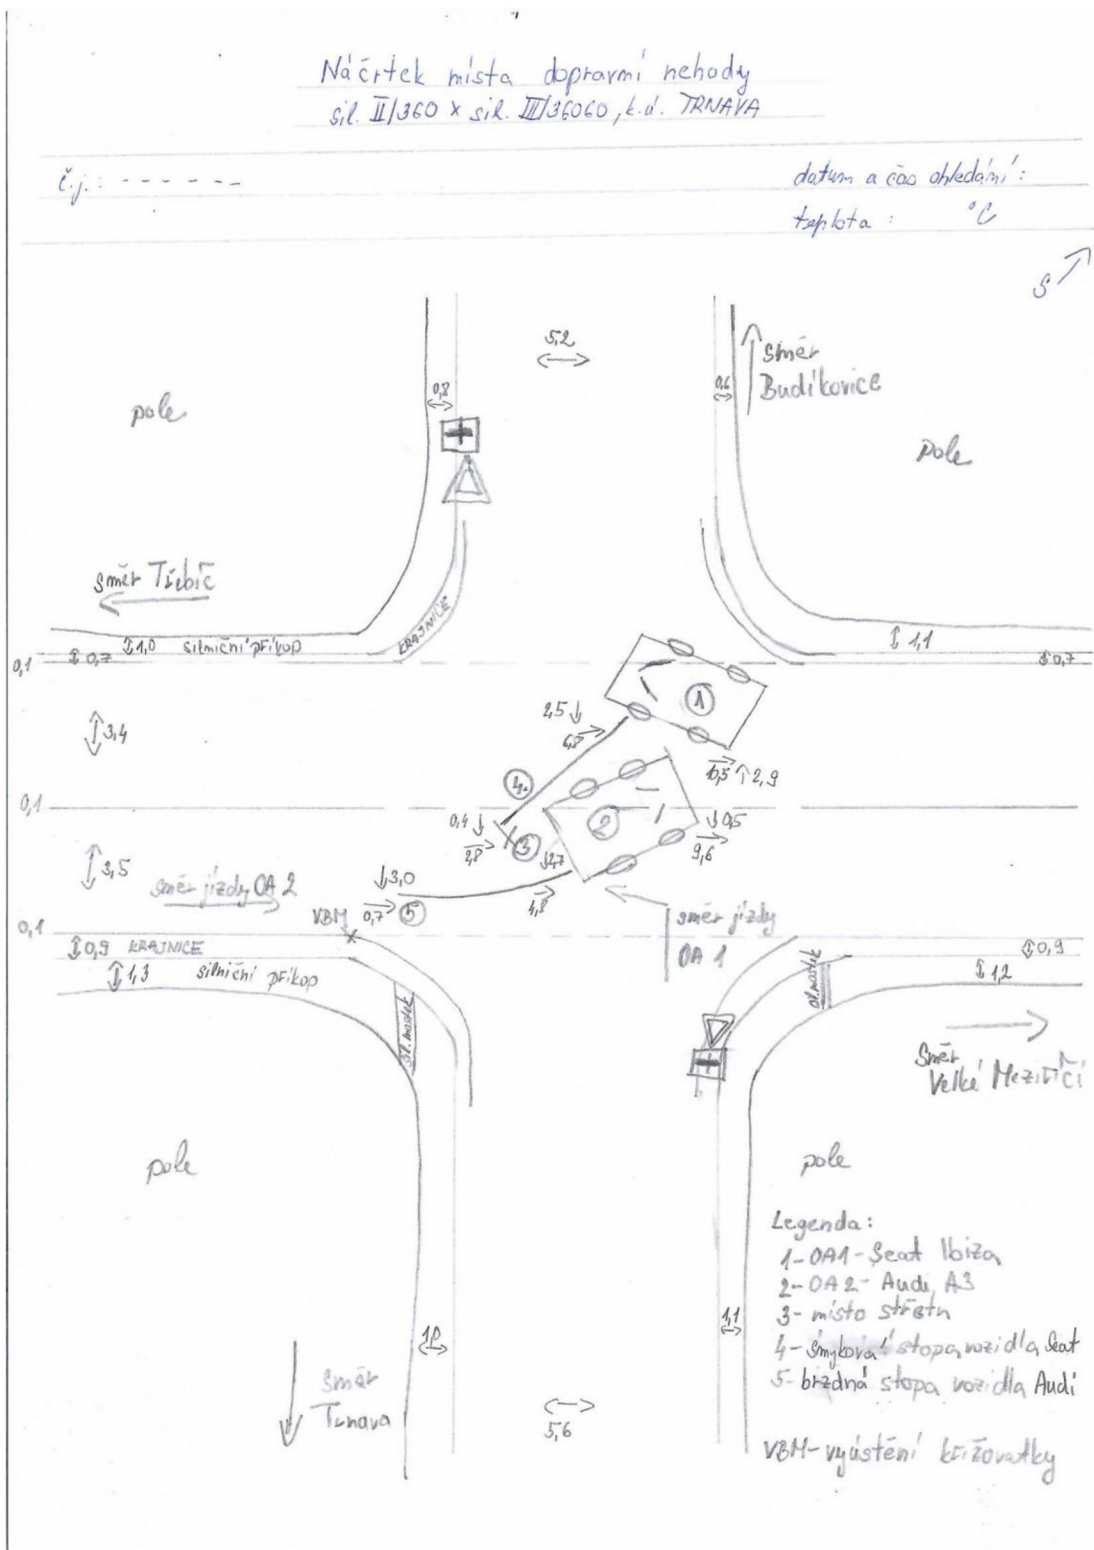 Náčrtek místa dopravní nehody
sil. II/360 x sil. III/36060, k.ú. TRNAVA
č.j.: - - - - - -
datum a čas ohledání:
teplota: °C
S
5,2
směr
Budíkovice
0,8
0,6
pole
pole
směr Třebíč
KRAJNICE
1,0 silniční příkop
1,1
0,1
0,7
0,7
1
2,5
3,4
10,5 2,9
4.
0,1
2
0,4
0,5
2,8
3
2,7
9,6
3,5
3,0
směr jízdy OA 2
0,7
5
4,8
VBM
směr jízdy
OA 1
0,1
0,9 KRAJNICE
0,9
1,3 silniční příkop
1,2
sil. mostek
sil. mostek
směr
Velké Meziříčí
pole
pole
Legenda:
1-OA1-Seat Ibiza
2-OA2-Audi A3
3-místo střetu
4-smyková stopa vozidla Seat
5-brzdná stopa vozidla Audi
1,0
1,1
směr
Trnava
5,6
VBM-vyústění křižovatky